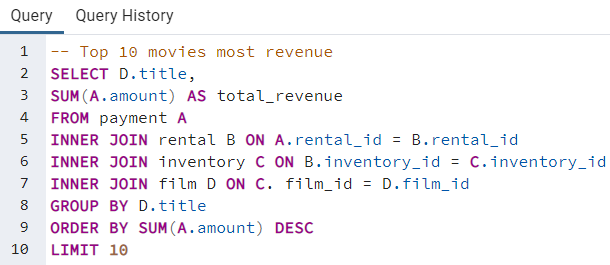 Query Query History
1 -- Top 10 movies most revenue
2 SELECT D.title,
3 SUM(A.amount) AS total_revenue
4 FROM payment A
5 INNER JOIN rental B ON A.rental_id = B.rental_id
6 INNER JOIN inventory C ON B.inventory_id = C.inventory_id
7 INNER JOIN film D ON C. film_id = D.film_id
8 GROUP BY D.title
9 ORDER BY SUM(A.amount) DESC
10 LIMIT 10